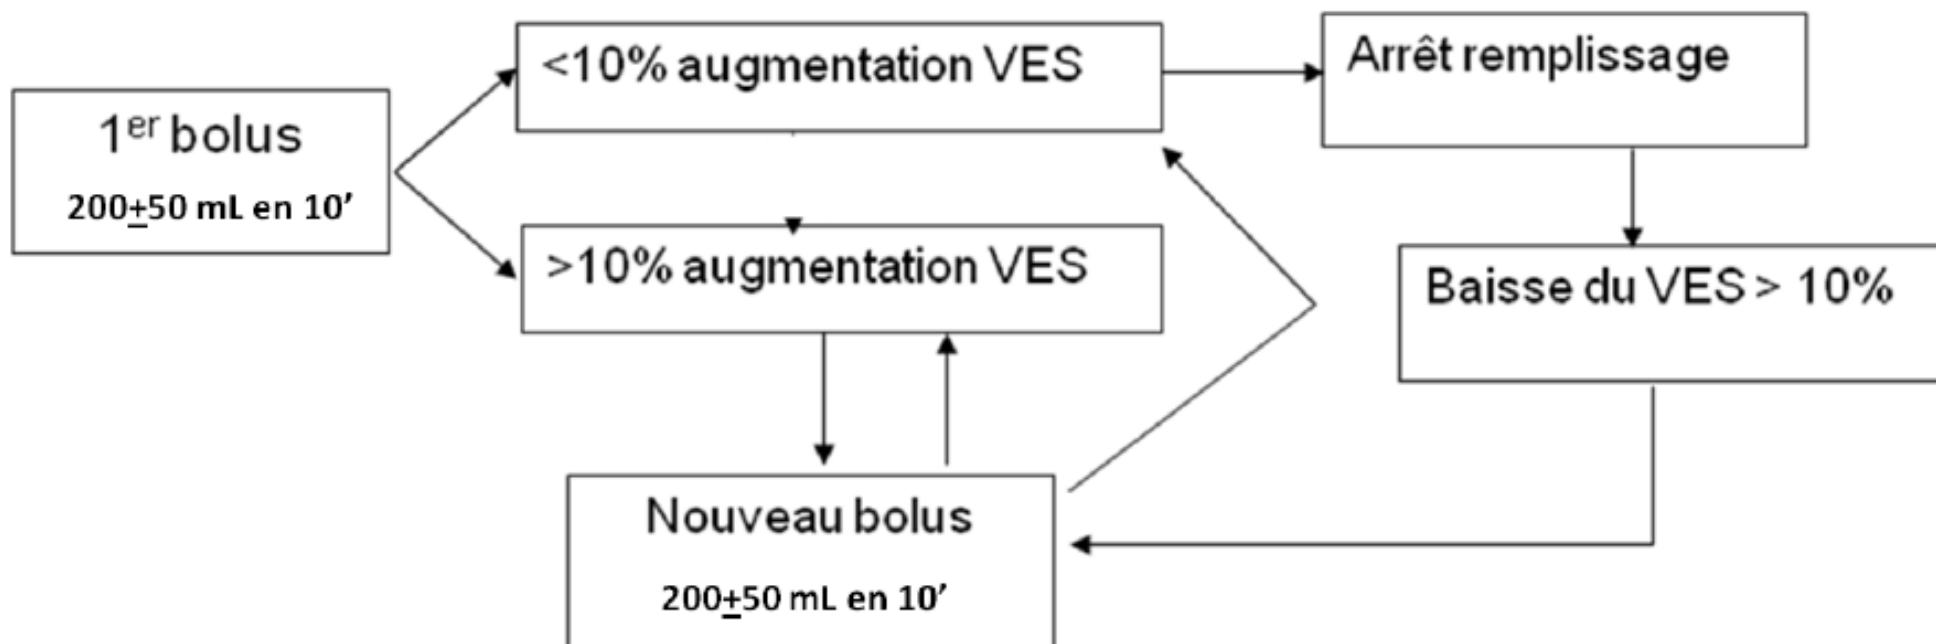 1er bolus
200±50 mL en 10’
<10% augmentation VES
>10% augmentation VES
Nouveau bolus
200±50 mL en 10’
Arrêt remplissage
Baisse du VES > 10%